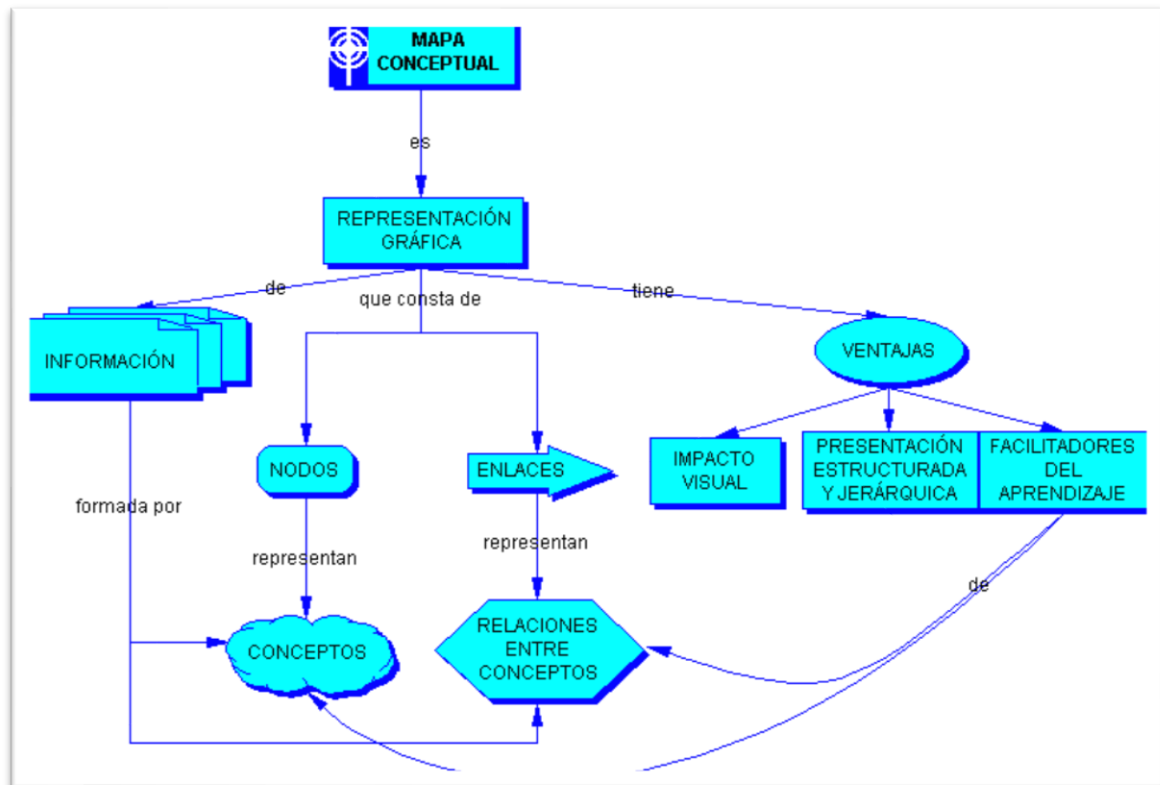 MAPA
CONCEPTUAL
es
REPRESENTACIÓN
GRÁFICA
de
que consta de
tiene
INFORMACIÓN
VENTAJAS
NODOS
ENLACES
IMPACTO
VISUAL
PRESENTACIÓN
ESTRUCTURADA
Y JERÁRQUICA
FACILITADORES
DEL
APRENDIZAJE
formada por
representan
representan
de
CONCEPTOS
RELACIONES
ENTRE
CONCEPTOS